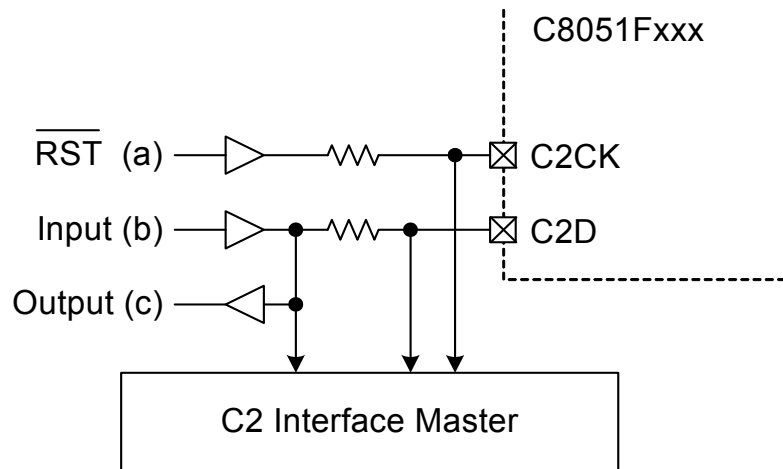 C8051Fxxx
RST (a)
C2CK
Input (b)
C2D
Output (c)
C2 Interface Master